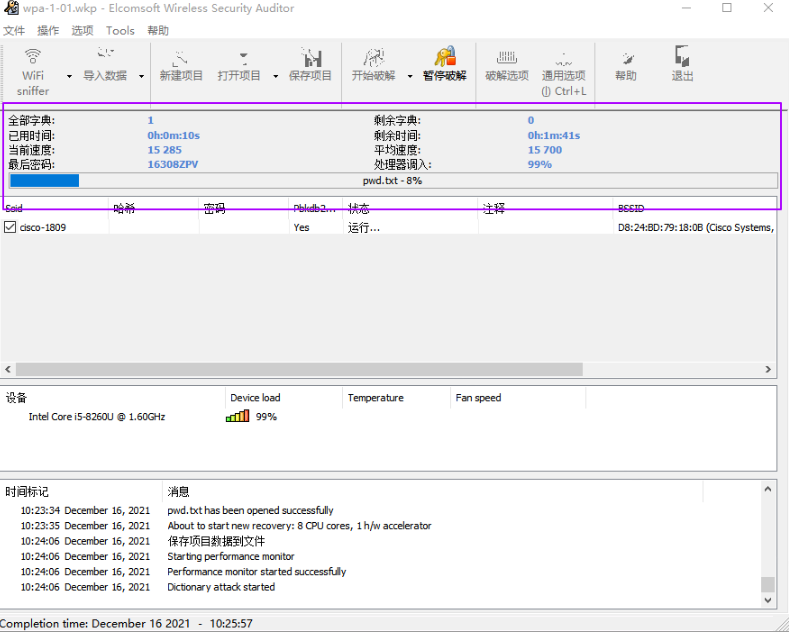 wpa-1-01.wkp - Elcomsoft Wireless Security Auditor
文件 操作 选项 Tools 帮助
WiFi sniffer 导入数据 新建项目 打开项目 保存项目 开始破解 暂停破解 破解选项 通用选项 () Ctrl+L 帮助 退出
全部字典: 1 剩余字典: 0
已用时间: 0h:0m:10s 剩余时间: 0h:1m:41s
当前速度: 15 285 平均速度: 15 700
最后密码: 16308ZPV 处理器调入: 99%
pwd.txt - 8%
Ssid 哈希 密码 Pbkdb2... 状态 注释 BSSID
cisco-1809 Yes 运行... D8:24:BD:79:18:0B (Cisco Systems,
设备 Device load Temperature Fan speed
Intel Core i5-8260U @ 1.60GHz 99%
时间标记 消息
10:23:34 December 16, 2021 pwd.txt has been opened successfully
10:23:35 December 16, 2021 About to start new recovery: 8 CPU cores, 1 h/w accelerator
10:24:06 December 16, 2021 保存项目数据到文件
10:24:06 December 16, 2021 Starting performance monitor
10:24:06 December 16, 2021 Performance monitor started successfully
10:24:06 December 16, 2021 Dictionary attack started
Completion time: December 16 2021 - 10:25:57